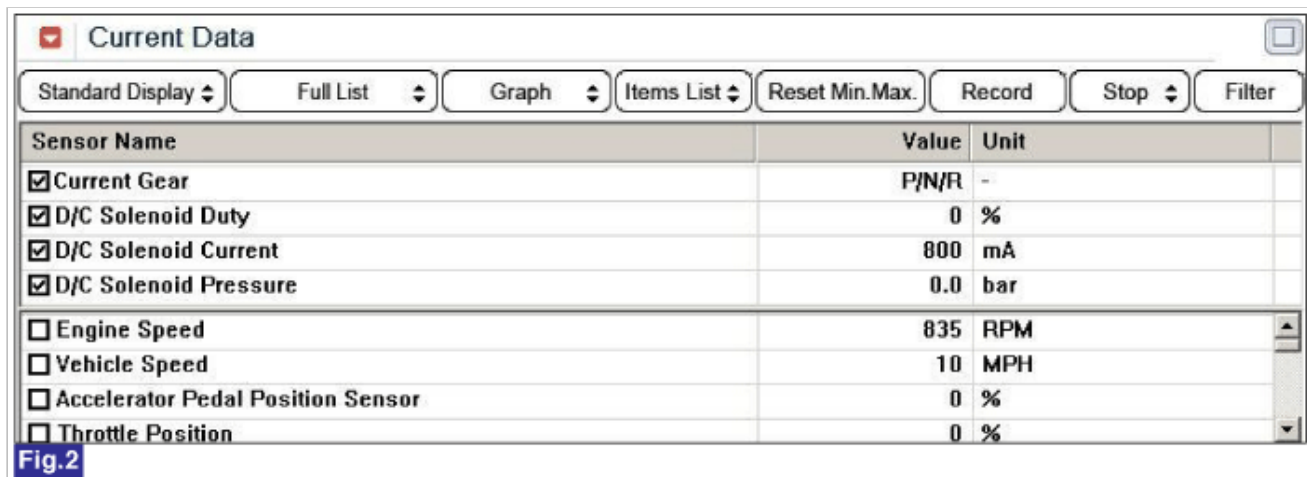 Current Data
Standard Display Full List Graph Items List Reset Min.Max. Record Stop Filter
Sensor Name Value Unit
Current Gear P/N/R -
D/C Solenoid Duty 0 %
D/C Solenoid Current 800 mA
D/C Solenoid Pressure 0.0 bar
Engine Speed 835 RPM
Vehicle Speed 10 MPH
Accelerator Pedal Position Sensor 0 %
Throttle Position 0 %
Fig.2